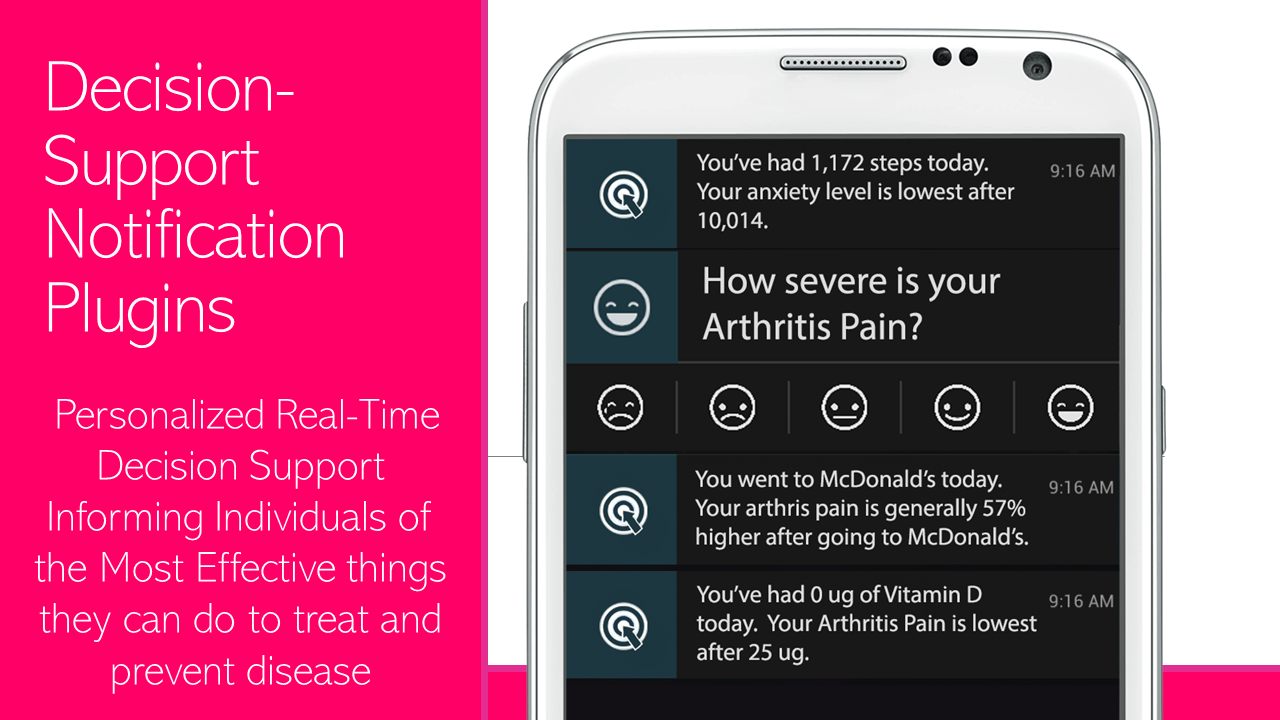 Decision-
Support
Notification
Plugins
Personalized Real-Time
Decision Support
Informing Individuals of
the Most Effective things
they can do to treat and
prevent disease
You've had 1,172 steps today.
Your anxiety level is lowest after
10,014.
9:16 AM
How severe is your
Arthritis Pain?
You went to McDonald's today.
Your arthris pain is generally 57%
higher after going to McDonald's.
9:16 AM
You've had 0 ug of Vitamin D
today.  Your Arthritis Pain is lowest
after 25 ug.
9:16 AM